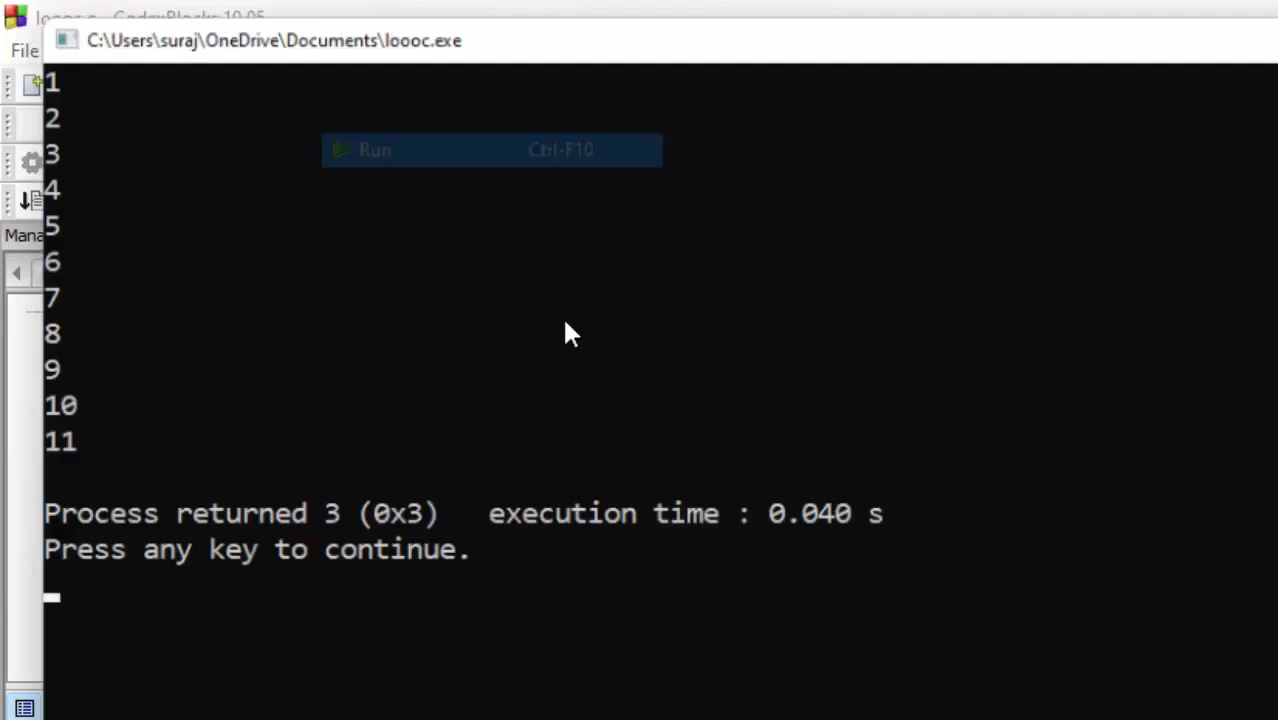 File
C:\Users\suraj\OneDrive\Documents\loooc.exe
1
2
3
Run Ctrl-F10
4
5
Mana
6
7
8
9
10
11
Process returned 3 (0x3) execution time : 0.040 s
Press any key to continue.